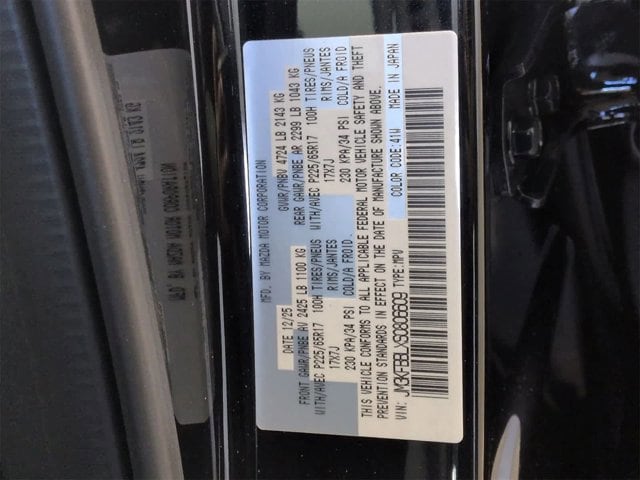 MFD. BY MAZDA MOTOR CORPORATION
DATE 12/25 GVWR/PNBV 4724 LB 2143 KG
FRONT GAWR/PNBE AV 2425 LB 1100 KG REAR GAWR/PNBE AR 2299 LB 1043 KG
WITH/AVEC P225/65R17 100H TIRES/PNEUS WITH/AVEC P225/65R17 100H TIRES/PNEUS
17X7J RIMS/JANTES 17X7J RIMS/JANTES
230 KPA/34 PSI COLD/A FROID 230 KPA/34 PSI COLD/A FROID
THIS VEHICLE CONFORMS TO ALL APPLICABLE FEDERAL MOTOR VEHICLE SAFETY AND THEFT
PREVENTION STANDARDS IN EFFECT ON THE DATE OF MANUFACTURE SHOWN ABOVE.
VIN: TYPE:MPV COLOR CODE:41W MADE IN JAPAN